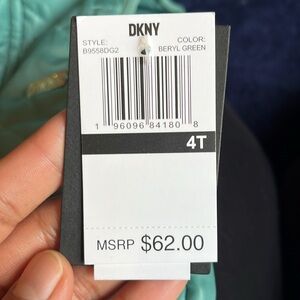 DKNY
STYLE: COLOR:
B9558DG2 BERYL GREEN
1 96096 84180 8
4T
MSRP $62.00